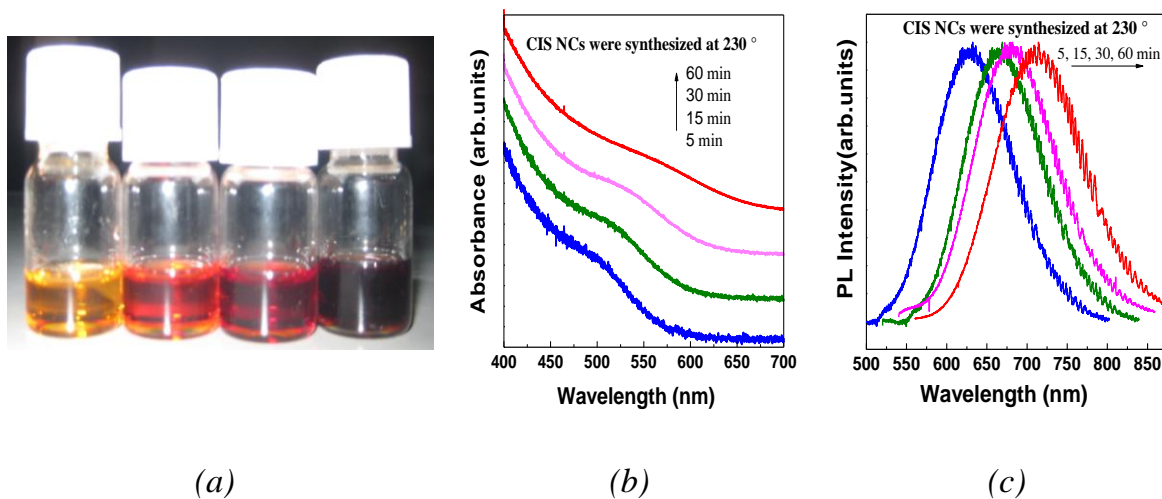 CIS NCs were synthesized at 230 °
60 min
30 min
15 min
5 min
Absorbance (arb.units)
400 450 500 550 600 650 700
Wavelength (nm)
CIS NCs were synthesized at 230 °
5, 15, 30, 60 min
PL Intensity(arb.units)
500 550 600 650 700 750 800 850
Wavelength (nm)
(a)
(b)
(c)